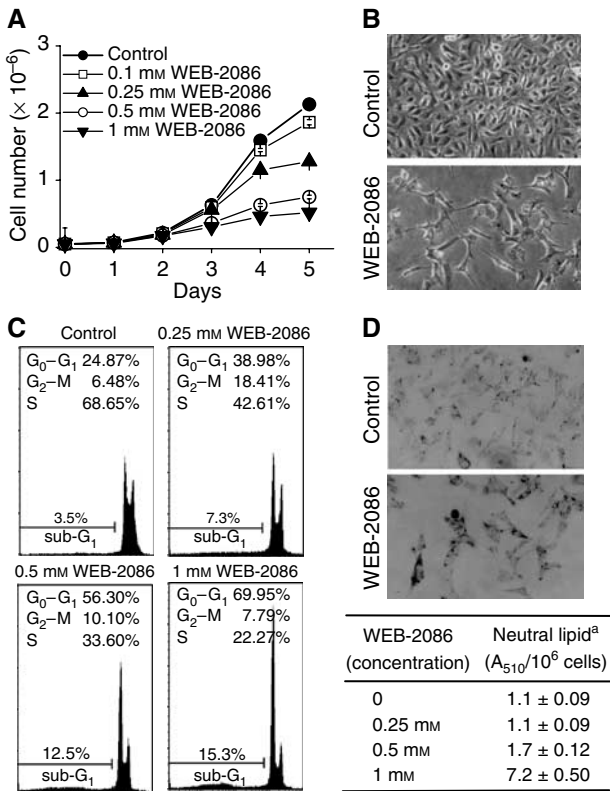 A
Cell number (× 10⁻⁶)
3
2
1
0
Control
0.1 mM WEB-2086
0.25 mM WEB-2086
0.5 mM WEB-2086
1 mM WEB-2086
0 1 2 3 4 5
Days
B
Control
WEB-2086
C
Control
G₀–G₁ 24.87%
G₂–M 6.48%
S 68.65%
3.5%
sub-G₁
0.25 mM WEB-2086
G₀–G₁ 38.98%
G₂–M 18.41%
S 42.61%
7.3%
sub-G₁
0.5 mM WEB-2086
G₀–G₁ 56.30%
G₂–M 10.10%
S 33.60%
12.5%
sub-G₁
1 mM WEB-2086
G₀–G₁ 69.95%
G₂–M 7.79%
S 22.27%
15.3%
sub-G₁
D
Control
WEB-2086
WEB-2086 Neutral lipidᵃ
(concentration) (A₅₁₀/10⁶ cells)
0 1.1 ± 0.09
0.25 mM 1.1 ± 0.09
0.5 mM 1.7 ± 0.12
1 mM 7.2 ± 0.50